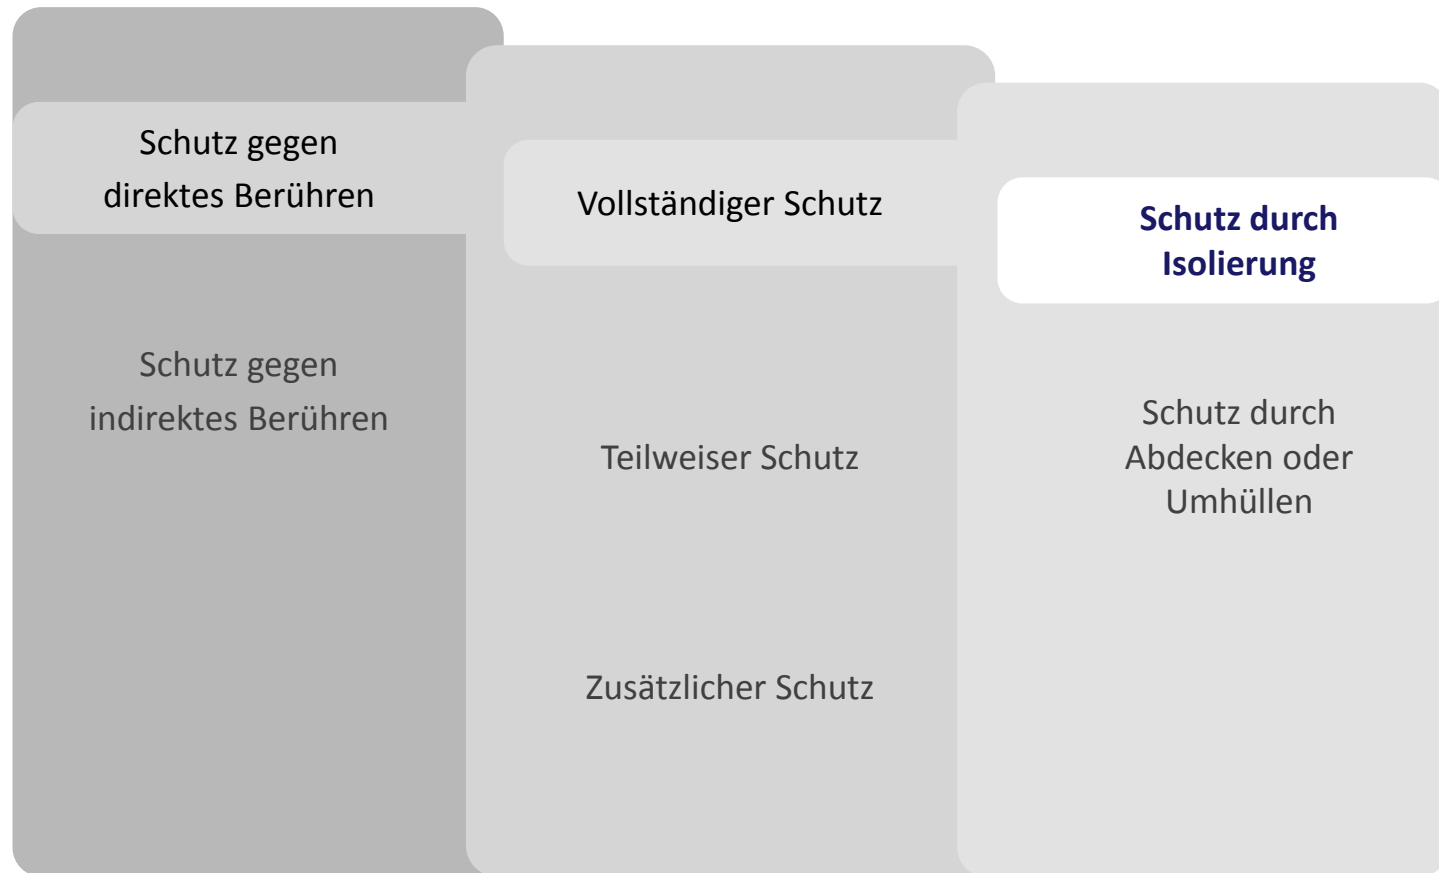 Schutz gegen
direktes Berühren
Schutz gegen
indirektes Berühren
Vollständiger Schutz
Teilweiser Schutz
Zusätzlicher Schutz
Schutz durch
Isolierung
Schutz durch
Abdecken oder
Umhüllen